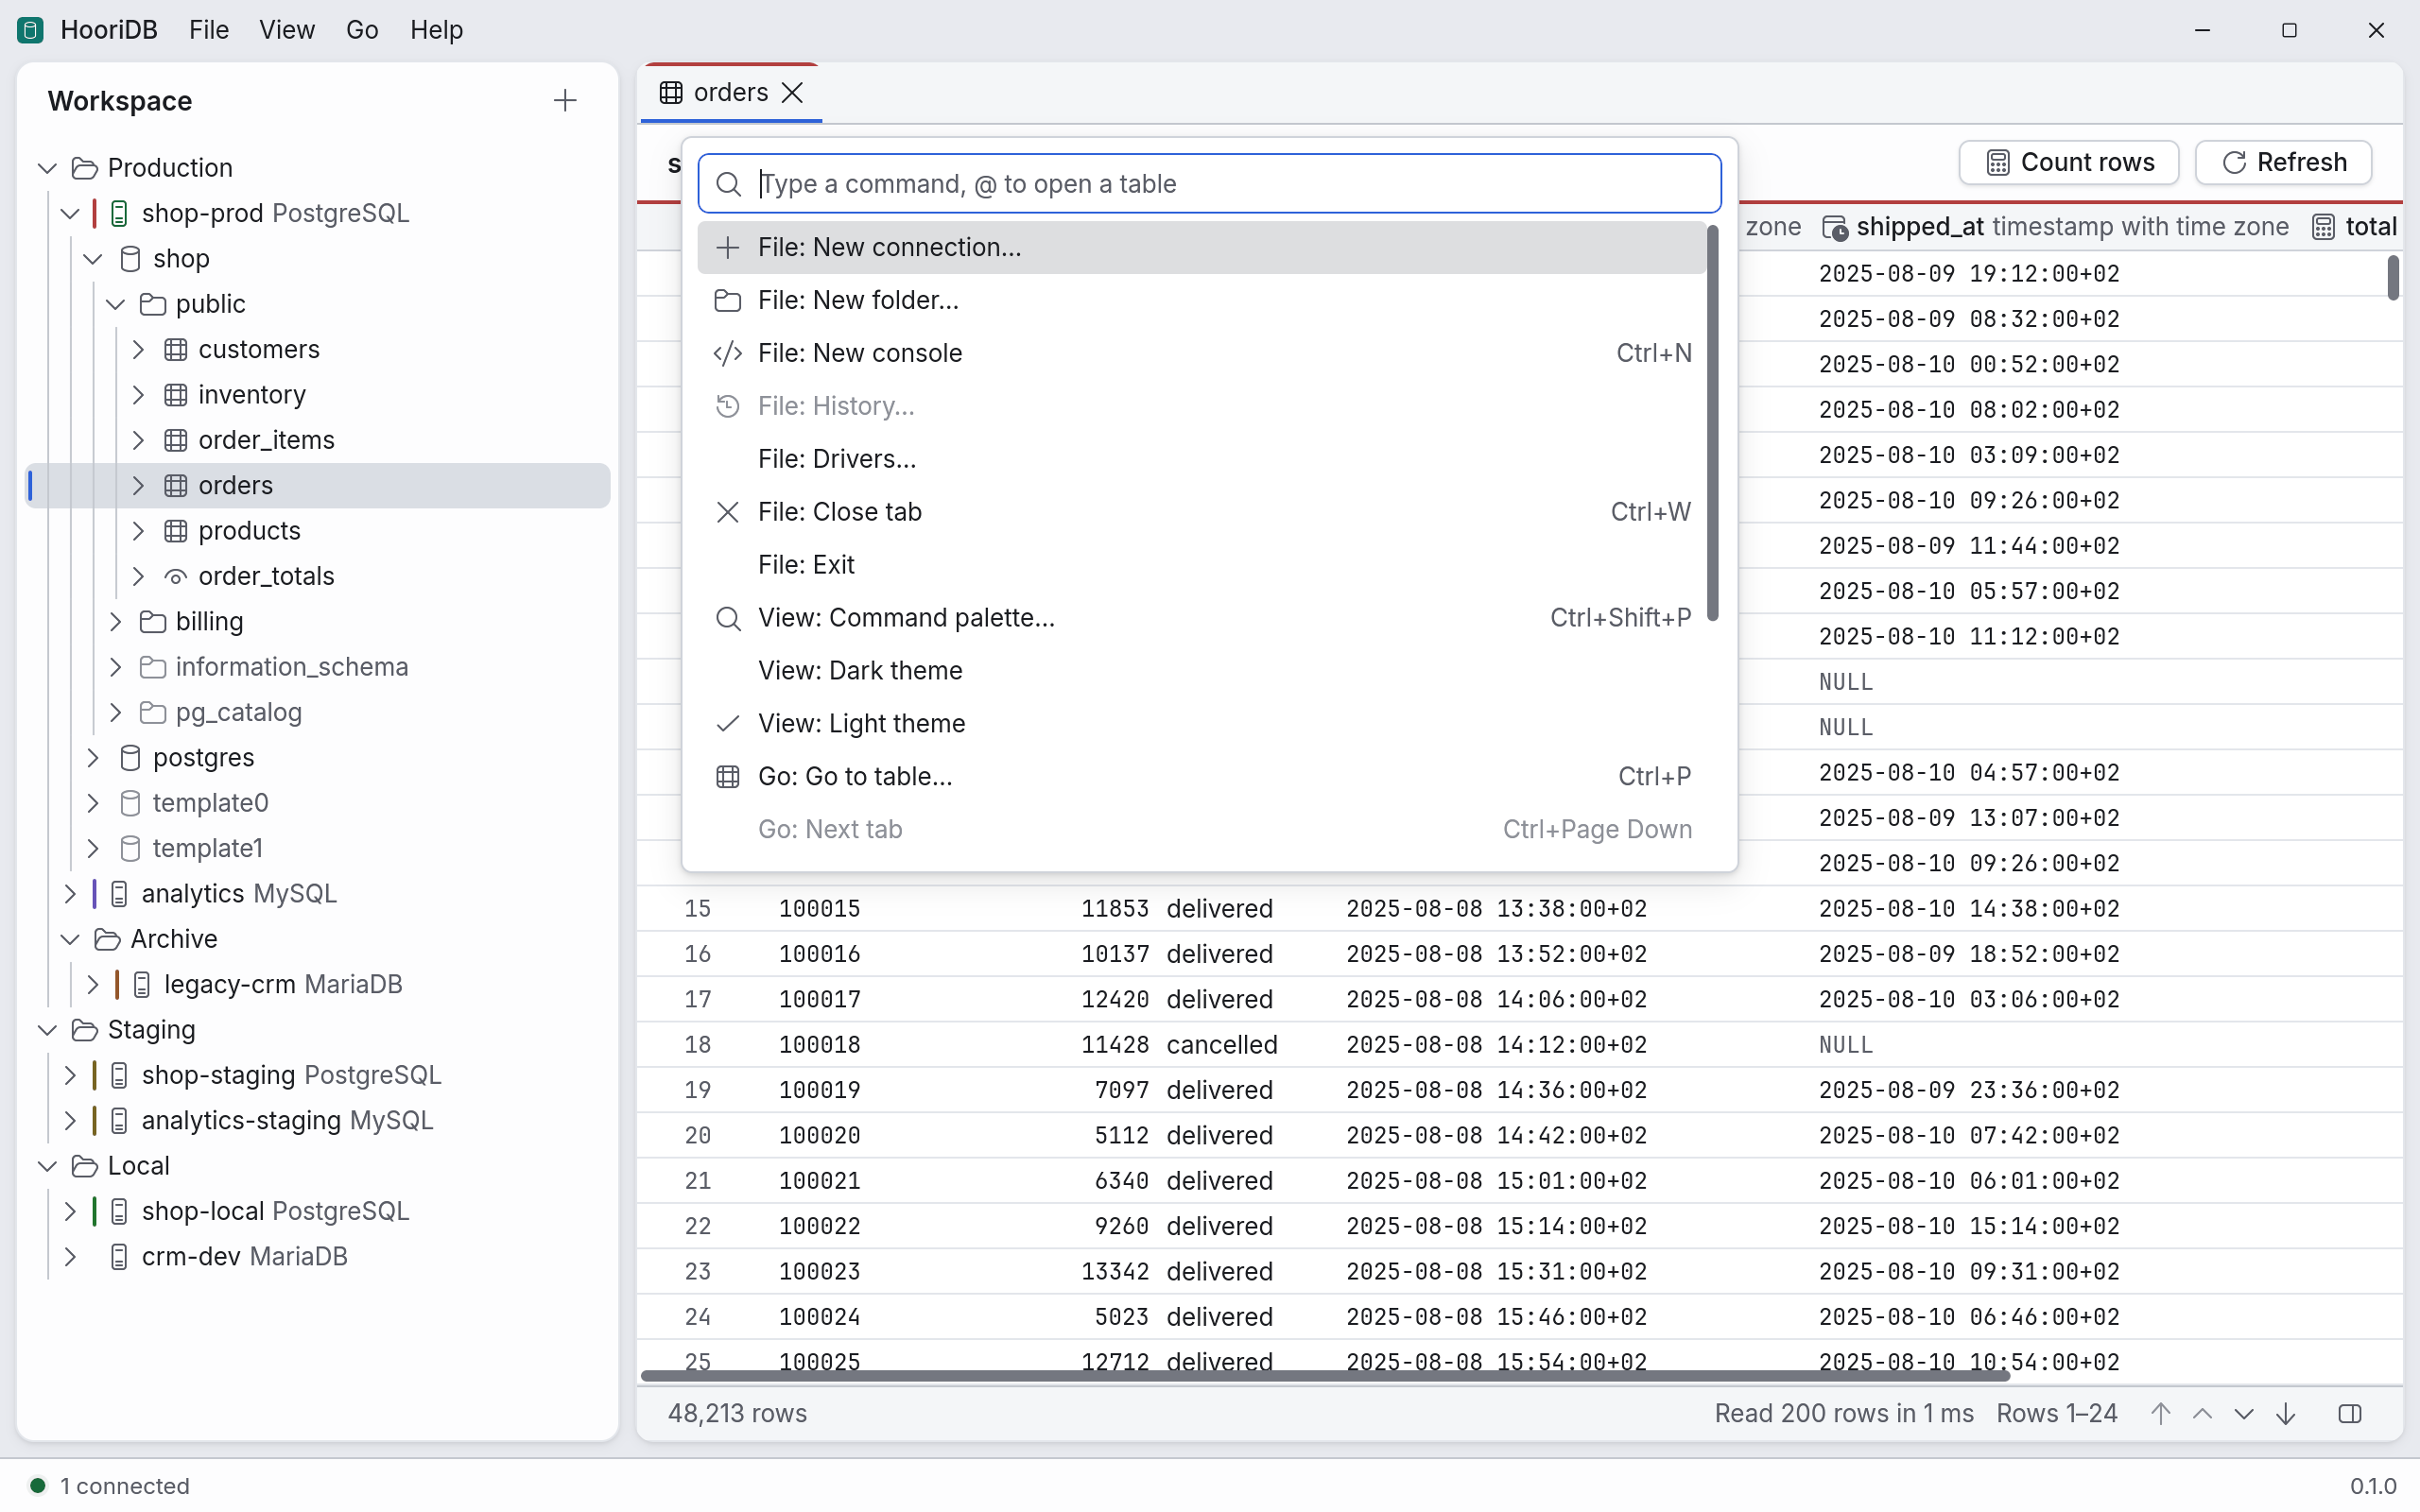 HooriDB File View Go Help
Workspace
Production
shop-prod PostgreSQL
shop
public
customers
inventory
order_items
orders
products
order_totals
billing
information_schema
pg_catalog
postgres
template0
template1
analytics MySQL
Archive
legacy-crm MariaDB
Staging
shop-staging PostgreSQL
analytics-staging MySQL
Local
shop-local PostgreSQL
crm-dev MariaDB
orders
Count rows Refresh
Type a command, @ to open a table
File: New connection...
File: New folder...
File: New console Ctrl+N
File: History...
File: Drivers...
File: Close tab Ctrl+W
File: Exit
View: Command palette... Ctrl+Shift+P
View: Dark theme
View: Light theme
Go: Go to table... Ctrl+P
Go: Next tab Ctrl+Page Down
zone shipped_at timestamp with time zone total
2025-08-09 19:12:00+02
2025-08-09 08:32:00+02
2025-08-10 00:52:00+02
2025-08-10 08:02:00+02
2025-08-10 03:09:00+02
2025-08-10 09:26:00+02
2025-08-09 11:44:00+02
2025-08-10 05:57:00+02
2025-08-10 11:12:00+02
NULL
NULL
2025-08-10 04:57:00+02
2025-08-09 13:07:00+02
2025-08-10 09:26:00+02
15 100015 11853 delivered 2025-08-08 13:38:00+02 2025-08-10 14:38:00+02
16 100016 10137 delivered 2025-08-08 13:52:00+02 2025-08-09 18:52:00+02
17 100017 12420 delivered 2025-08-08 14:06:00+02 2025-08-10 03:06:00+02
18 100018 11428 cancelled 2025-08-08 14:12:00+02 NULL
19 100019 7097 delivered 2025-08-08 14:36:00+02 2025-08-09 23:36:00+02
20 100020 5112 delivered 2025-08-08 14:42:00+02 2025-08-10 07:42:00+02
21 100021 6340 delivered 2025-08-08 15:01:00+02 2025-08-10 06:01:00+02
22 100022 9260 delivered 2025-08-08 15:14:00+02 2025-08-10 15:14:00+02
23 100023 13342 delivered 2025-08-08 15:31:00+02 2025-08-10 09:31:00+02
24 100024 5023 delivered 2025-08-08 15:46:00+02 2025-08-10 06:46:00+02
25 100025 12712 delivered 2025-08-08 15:54:00+02 2025-08-10 10:54:00+02
48,213 rows Read 200 rows in 1 ms Rows 1–24
1 connected 0.1.0